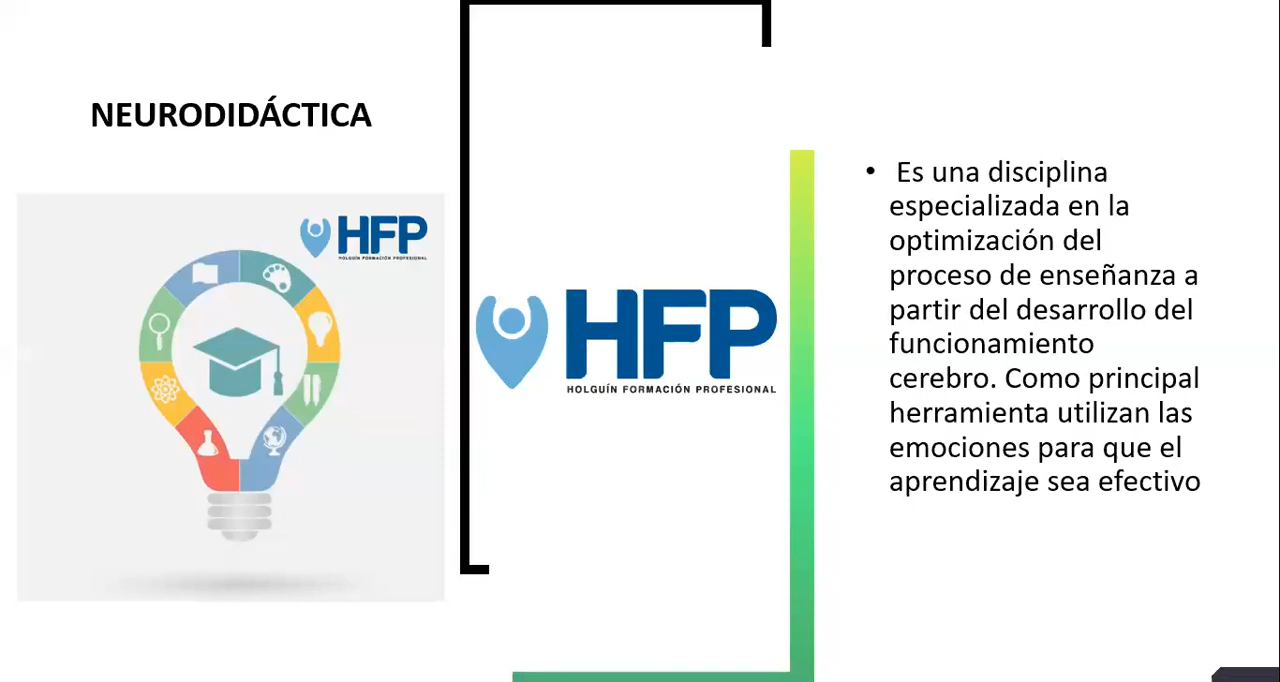 NEURODIDÁCTICA
HFP
HOLGUÍN FORMACIÓN PROFESIONAL
HFP
HOLGUÍN FORMACIÓN PROFESIONAL
• Es una disciplina
especializada en la
optimización del
proceso de enseñanza a
partir del desarrollo del
funcionamiento
cerebro. Como principal
herramienta utilizan las
emociones para que el
aprendizaje sea efectivo